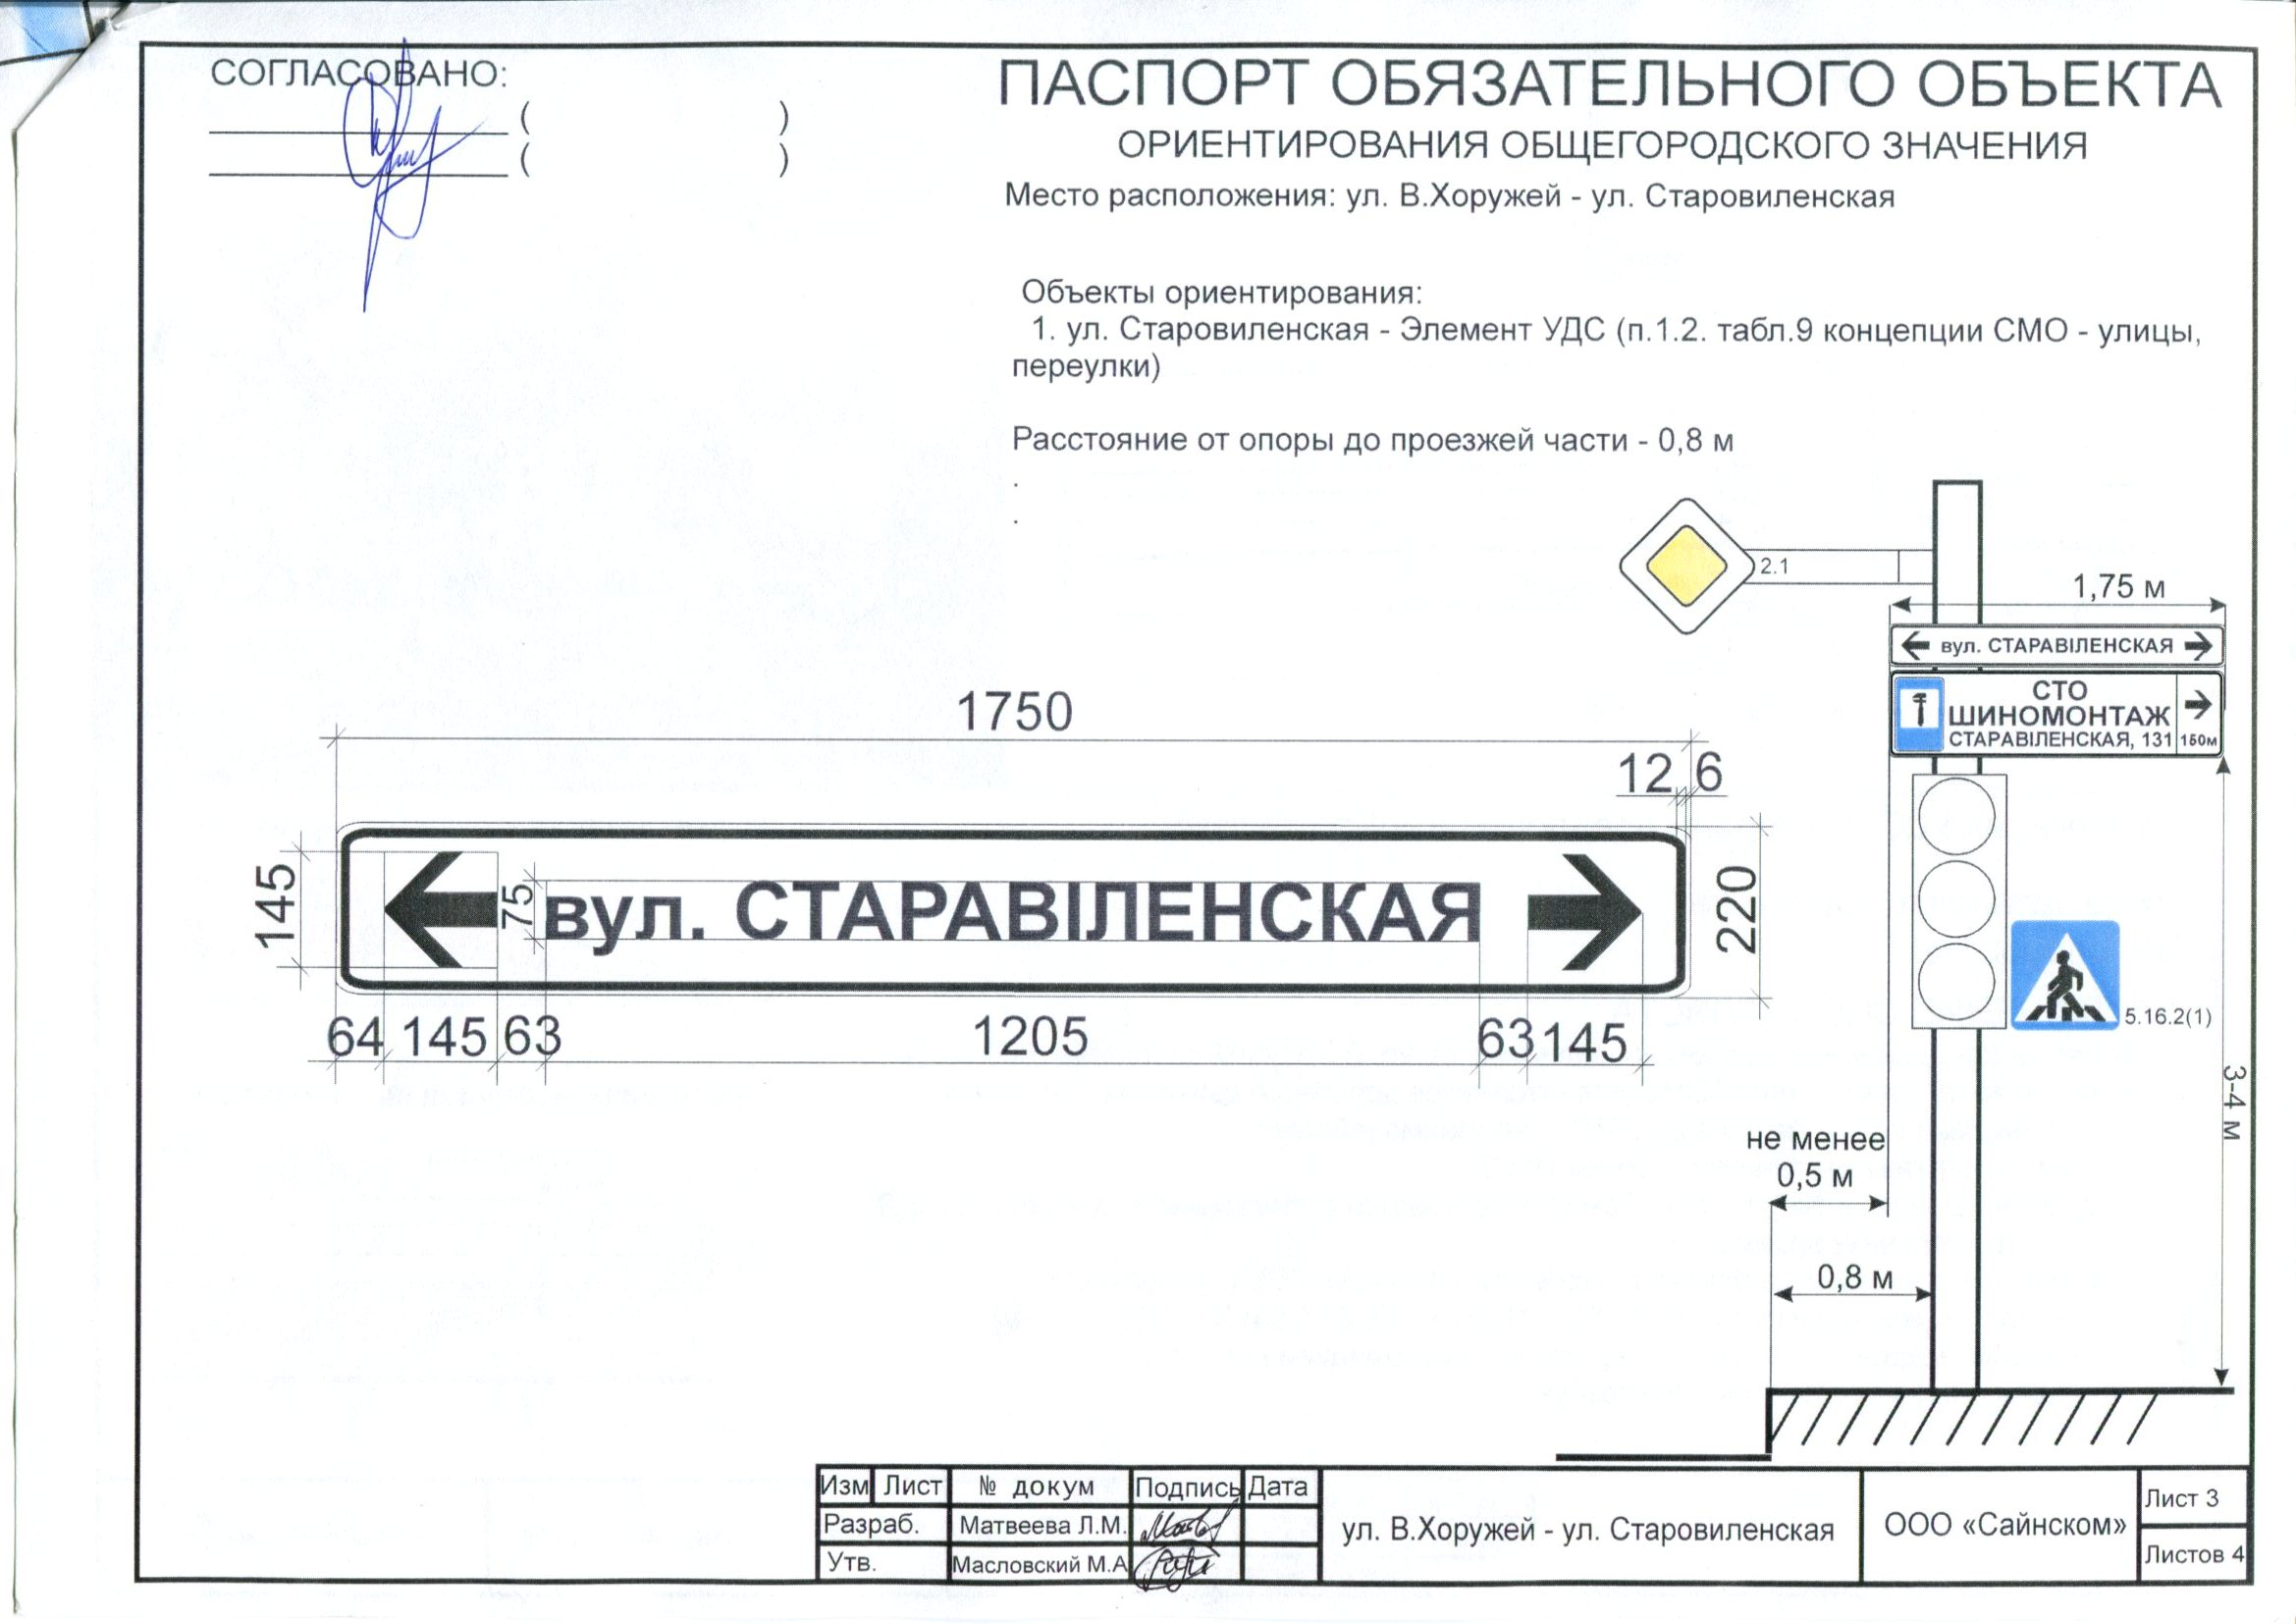 СОГЛАСОВАНО:
( )
( )
ПАСПОРТ ОБЯЗАТЕЛЬНОГО ОБЪЕКТА
ОРИЕНТИРОВАНИЯ ОБЩЕГОРОДСКОГО ЗНАЧЕНИЯ
Место расположения: ул. В.Хоружей - ул. Старовиленская
Объекты ориентирования:
1. ул. Старовиленская - Элемент УДС (п.1.2. табл.9 концепции СМО - улицы,
переулки)
Расстояние от опоры до проезжей части - 0,8 м
.
.
2.1
1,75 м
вул. СТАРАВІЛЕНСКАЯ
СТО
ШИНОМОНТАЖ
СТАРАВІЛЕНСКАЯ, 131
150м
1750
12 6
145
75
вул. СТАРАВІЛЕНСКАЯ
220
64 145 63 1205 63 145
5.16.2(1)
3-4 м
не менее
0,5 м
0,8 м
Изм Лист № докум Подпись Дата
Разраб. Матвеева Л.М.
Утв. Масловский М.А
ул. В.Хоружей - ул. Старовиленская
ООО «Сайнском»
Лист 3
Листов 4